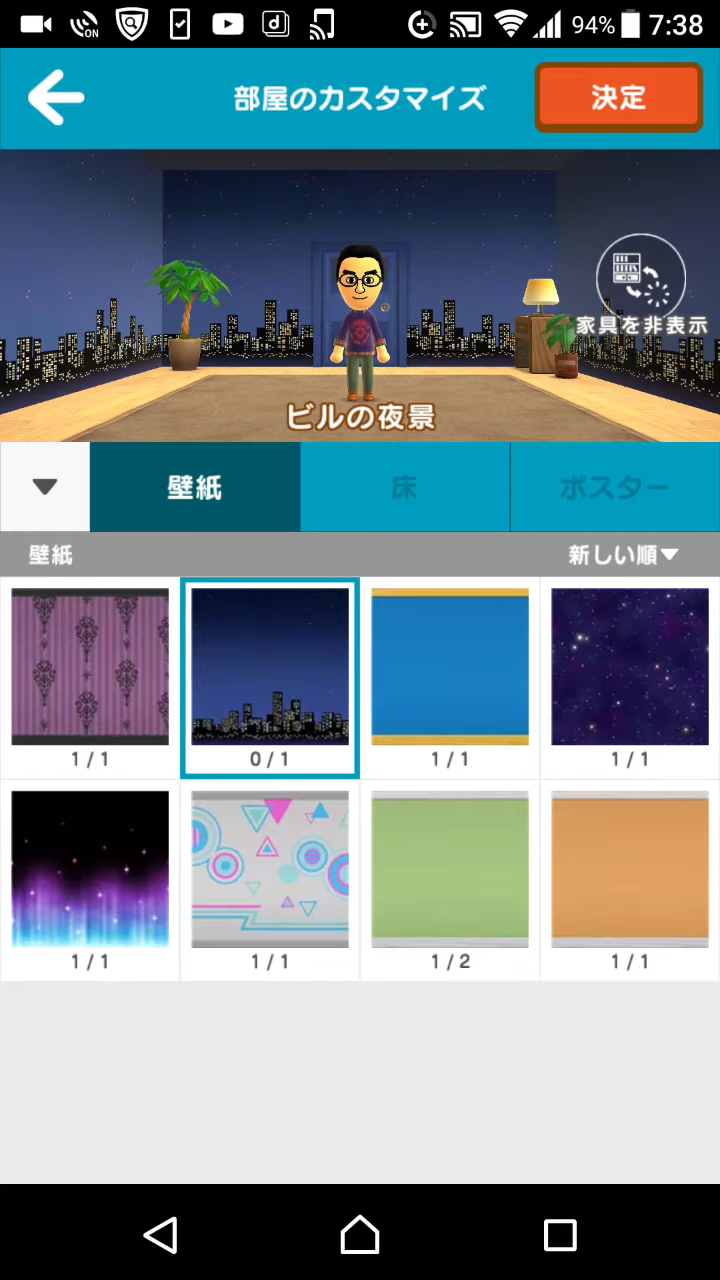 ON
94%
7:38
部屋のカスタマイズ
決定
家具を非表示
ビルの夜景
壁紙
床
ポスター
壁紙
新しい順
1 / 1
0 / 1
1 / 1
1 / 1
1 / 1
1 / 1
1 / 2
1 / 1